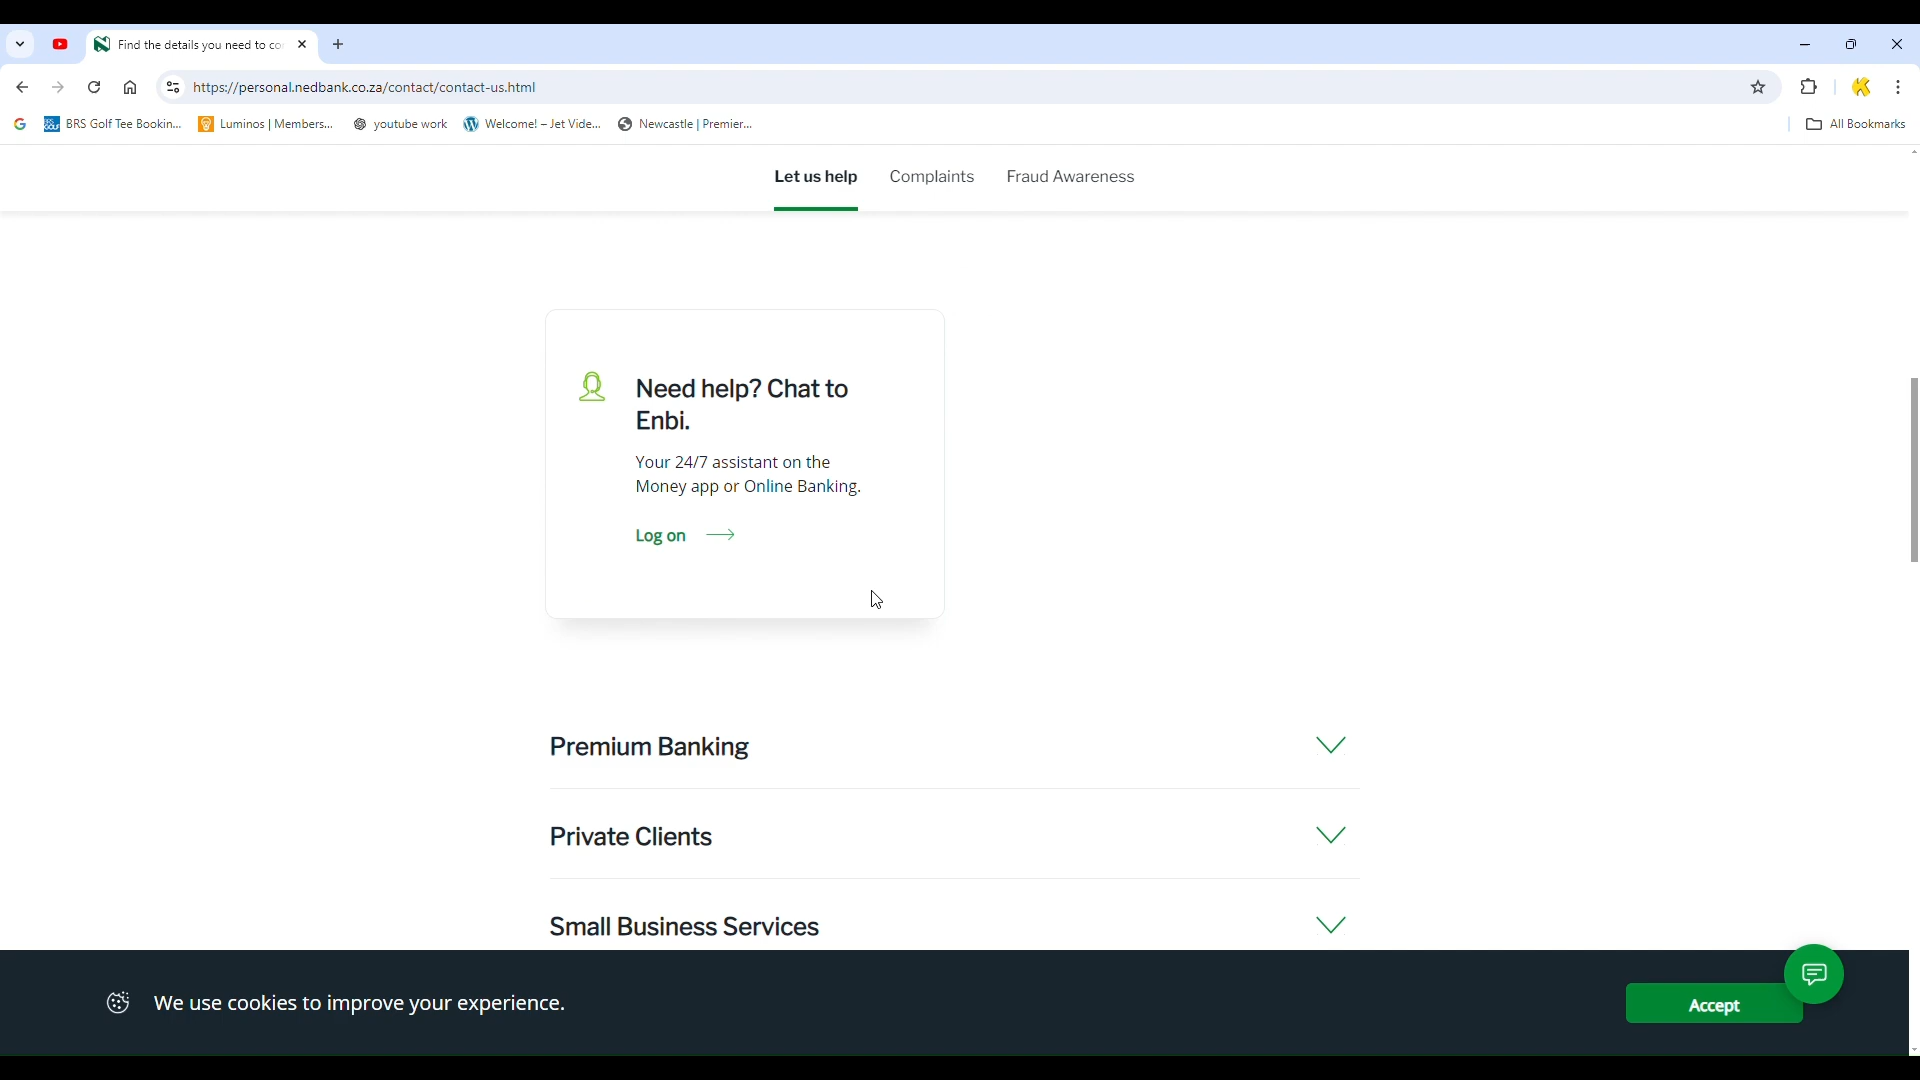 Find the details you need to co
https://personal.nedbank.co.za/contact/contact-us.html
BRS Golf Tee Bookin...
Luminos | Members...
youtube work
Welcome! – Jet Vide...
Newcastle | Premier...
All Bookmarks
Let us help
Complaints
Fraud Awareness
Need help? Chat to
Enbi.
Your 24/7 assistant on the
Money app or Online Banking.
Log on
Premium Banking
Private Clients
Small Business Services
We use cookies to improve your experience.
Accept